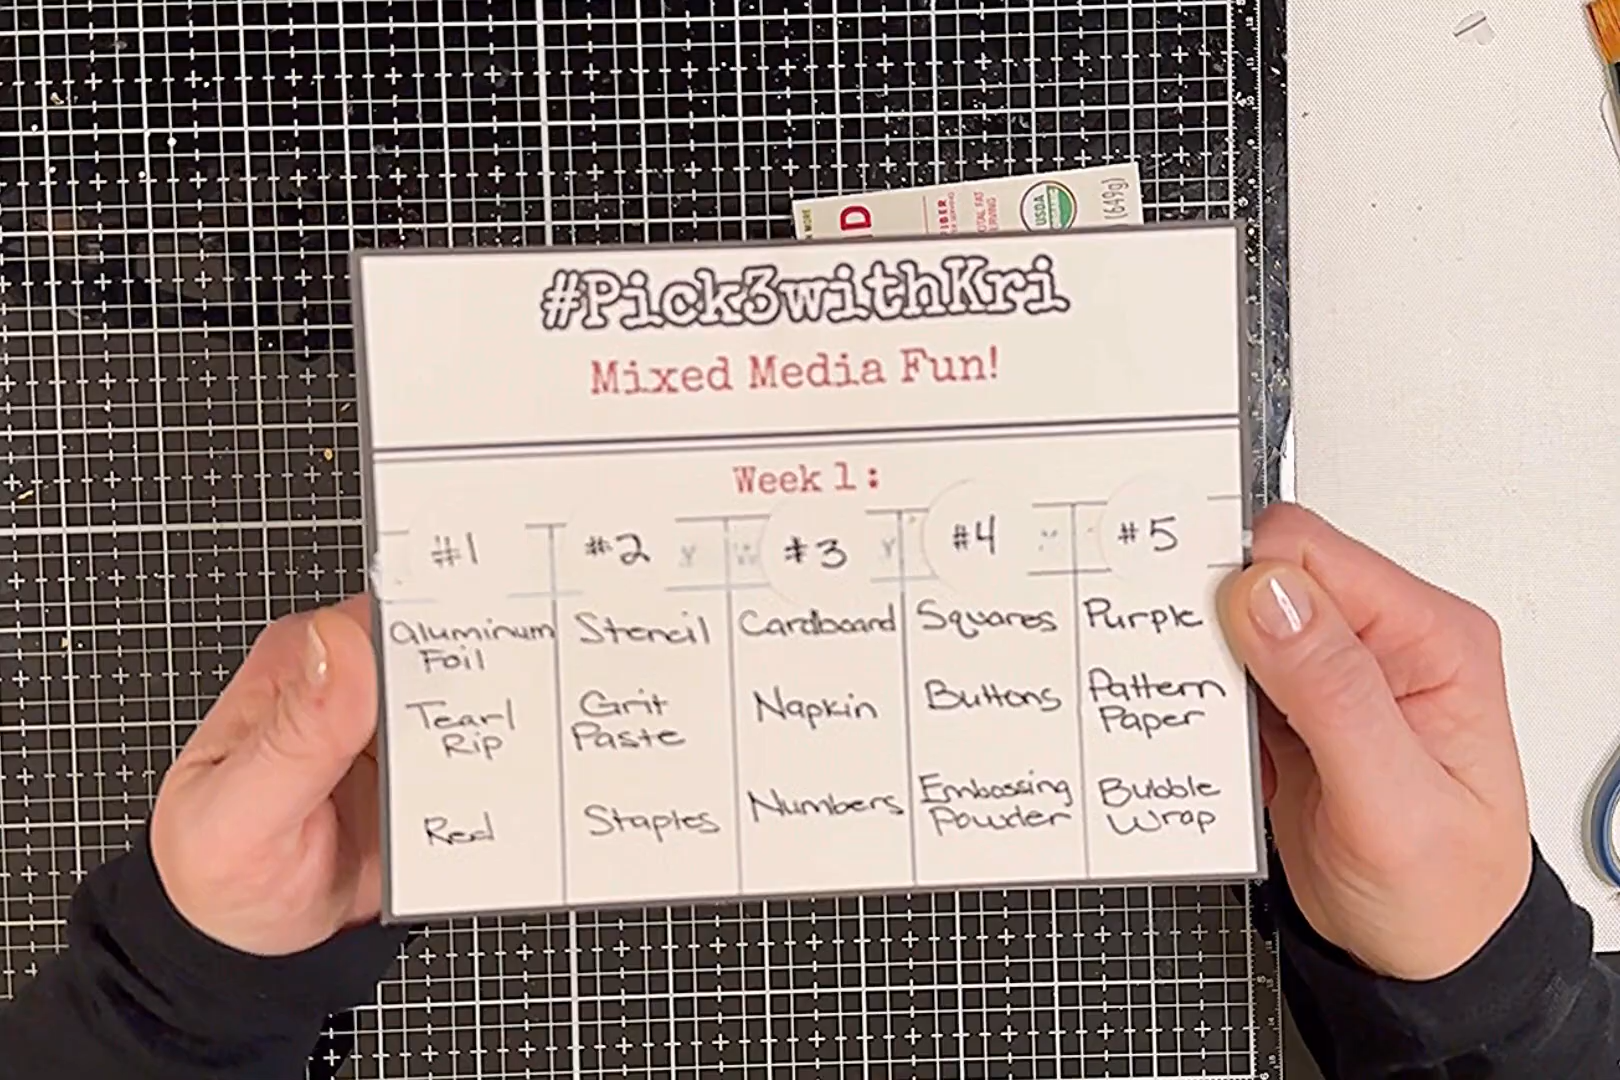 D
USDA
(649g)
#Pick3withKri
Mixed Media Fun!
Week 1:
#1 #2 #3 #4 #5
Aluminum Stencil Cardboard Squares Purple
Foil
Tear/ Grit Napkin Buttons Pattern
Rip Paste Paper
Red Staples Numbers Embossing Bubble
Powder Wrap